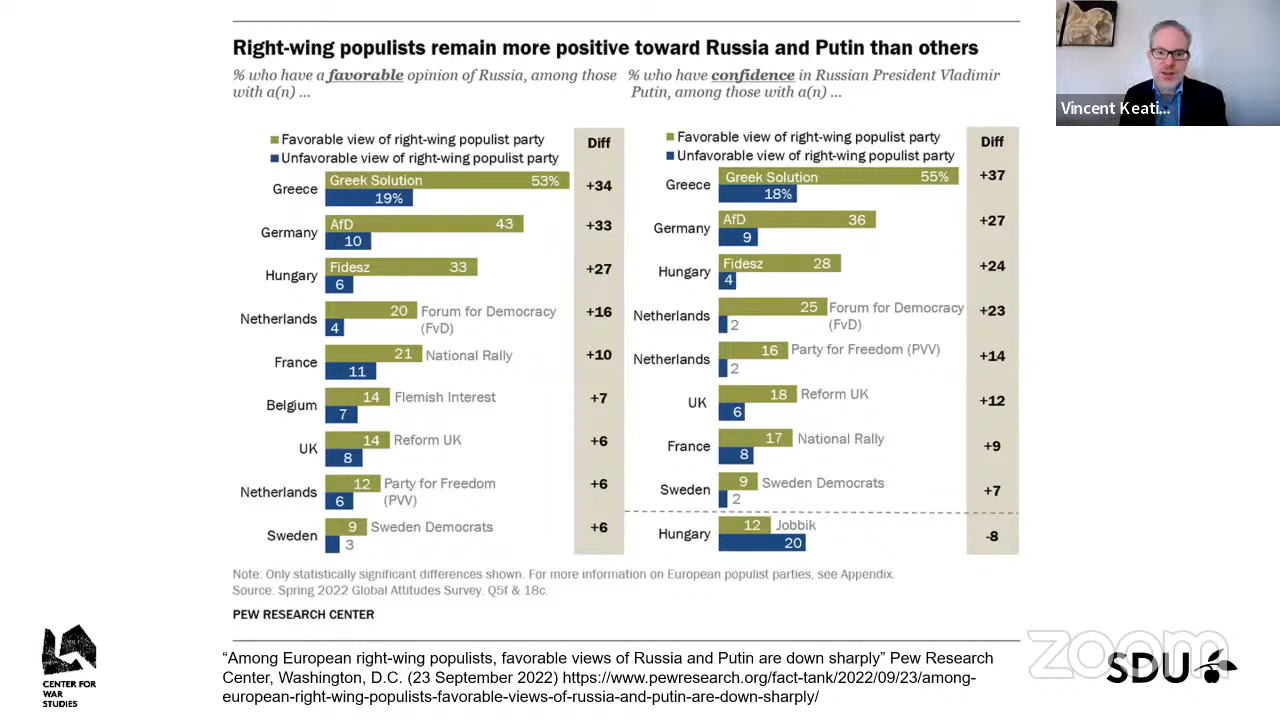 Right-wing populists remain more positive toward Russia and Putin than others
% who have a favorable opinion of Russia, among those
with a(n) ...
Favorable view of right-wing populist party
Unfavorable view of right-wing populist party
Diff
Greece Greek Solution 53% +34
19%
Germany AfD 43 +33
10
Hungary Fidesz 33 +27
6
Netherlands 20 Forum for Democracy +16
4 (FvD)
France 21 National Rally +10
11
Belgium 14 Flemish Interest +7
7
UK 14 Reform UK +6
8
Netherlands 12 Party for Freedom +6
6 (PVV)
Sweden 9 Sweden Democrats +6
3
% who have confidence in Russian President Vladimir
Putin, among those with a(n) ...
Favorable view of right-wing populist party
Unfavorable view of right-wing populist party
Diff
Greece Greek Solution 55% +37
18%
Germany AfD 36 +27
9
Hungary Fidesz 28 +24
4
Netherlands 25 Forum for Democracy +23
2 (FvD)
Netherlands 16 Party for Freedom (PVV) +14
2
UK 18 Reform UK +12
6
France 17 National Rally +9
8
Sweden 9 Sweden Democrats +7
2
Hungary 12 Jobbik -8
20
Note: Only statistically significant differences shown. For more information on European populist parties, see Appendix.
Source: Spring 2022 Global Attitudes Survey. Q5f & 18c.
PEW RESEARCH CENTER
“Among European right-wing populists, favorable views of Russia and Putin are down sharply” Pew Research
Center, Washington, D.C. (23 September 2022) https://www.pewresearch.org/fact-tank/2022/09/23/among-
european-right-wing-populists-favorable-views-of-russia-and-putin-are-down-sharply/
CENTER FOR
WAR
STUDIES
Vincent Keati...
zoom
SDU